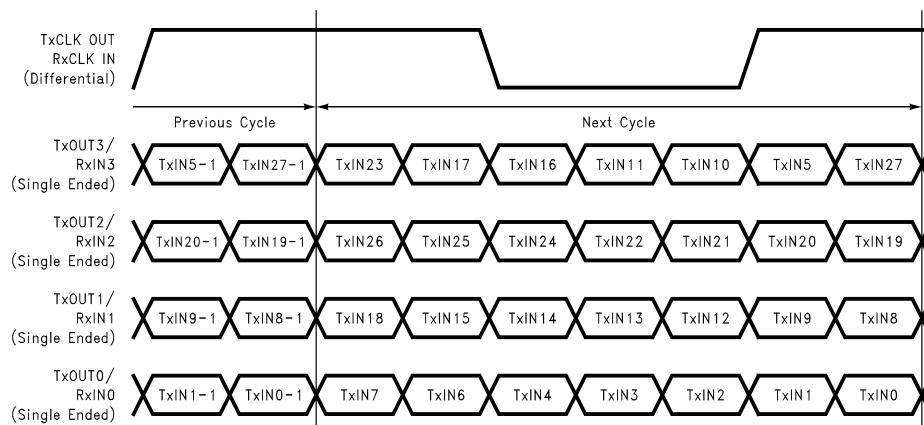 TxCLK OUT
RxCLK IN
(Differential)
Previous Cycle
Next Cycle
TxOUT3/
RxIN3
(Single Ended)
TxIN5-1 TxIN27-1 TxIN23 TxIN17 TxIN16 TxIN11 TxIN10 TxIN5 TxIN27
TxOUT2/
RxIN2
(Single Ended)
TxIN20-1 TxIN19-1 TxIN26 TxIN25 TxIN24 TxIN22 TxIN21 TxIN20 TxIN19
TxOUT1/
RxIN1
(Single Ended)
TxIN9-1 TxIN8-1 TxIN18 TxIN15 TxIN14 TxIN13 TxIN12 TxIN9 TxIN8
TxOUT0/
RxIN0
(Single Ended)
TxIN1-1 TxIN0-1 TxIN7 TxIN6 TxIN4 TxIN3 TxIN2 TxIN1 TxIN0